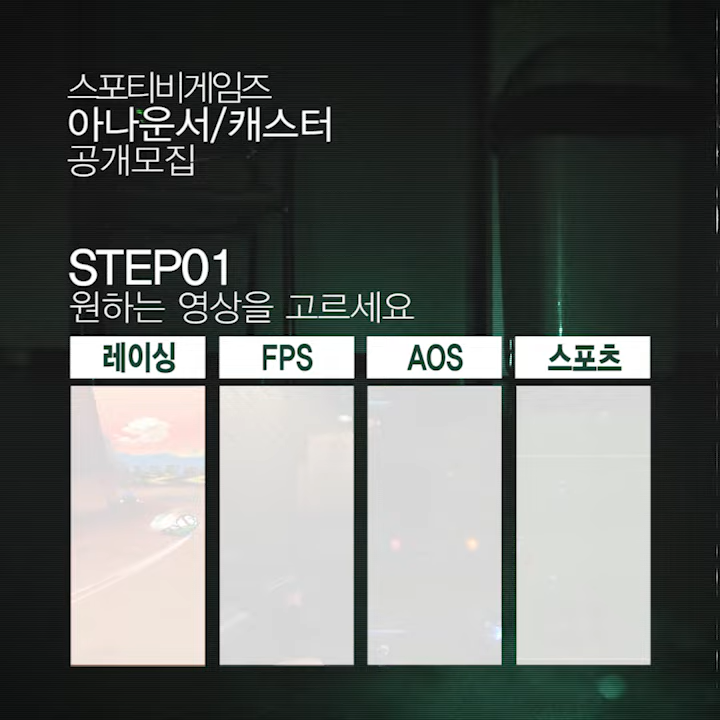 스포티비게임즈
아나운서/캐스터
공개모집
STEP01
원하는 영상을 고르세요
레이싱
FPS
AOS
스포츠